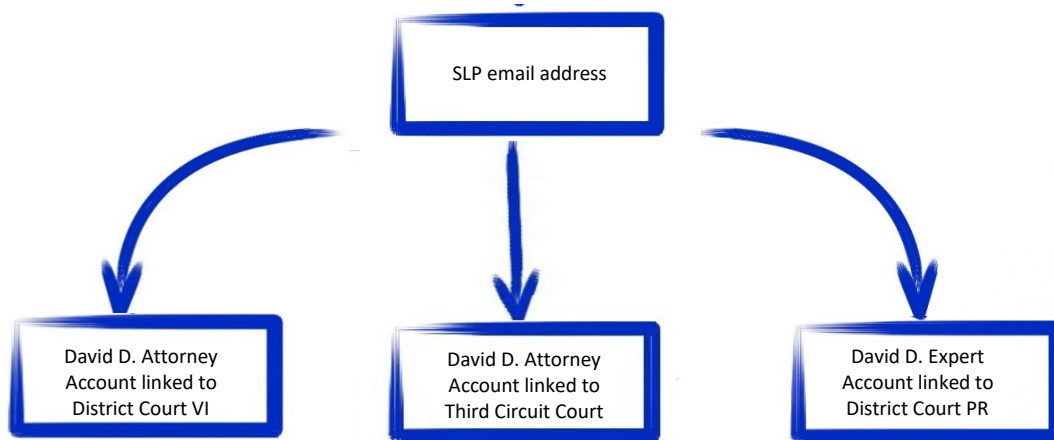 SLP email address
David D. Attorney
Account linked to
District Court VI
David D. Attorney
Account linked to
Third Circuit Court
David D. Expert
Account linked to
District Court PR